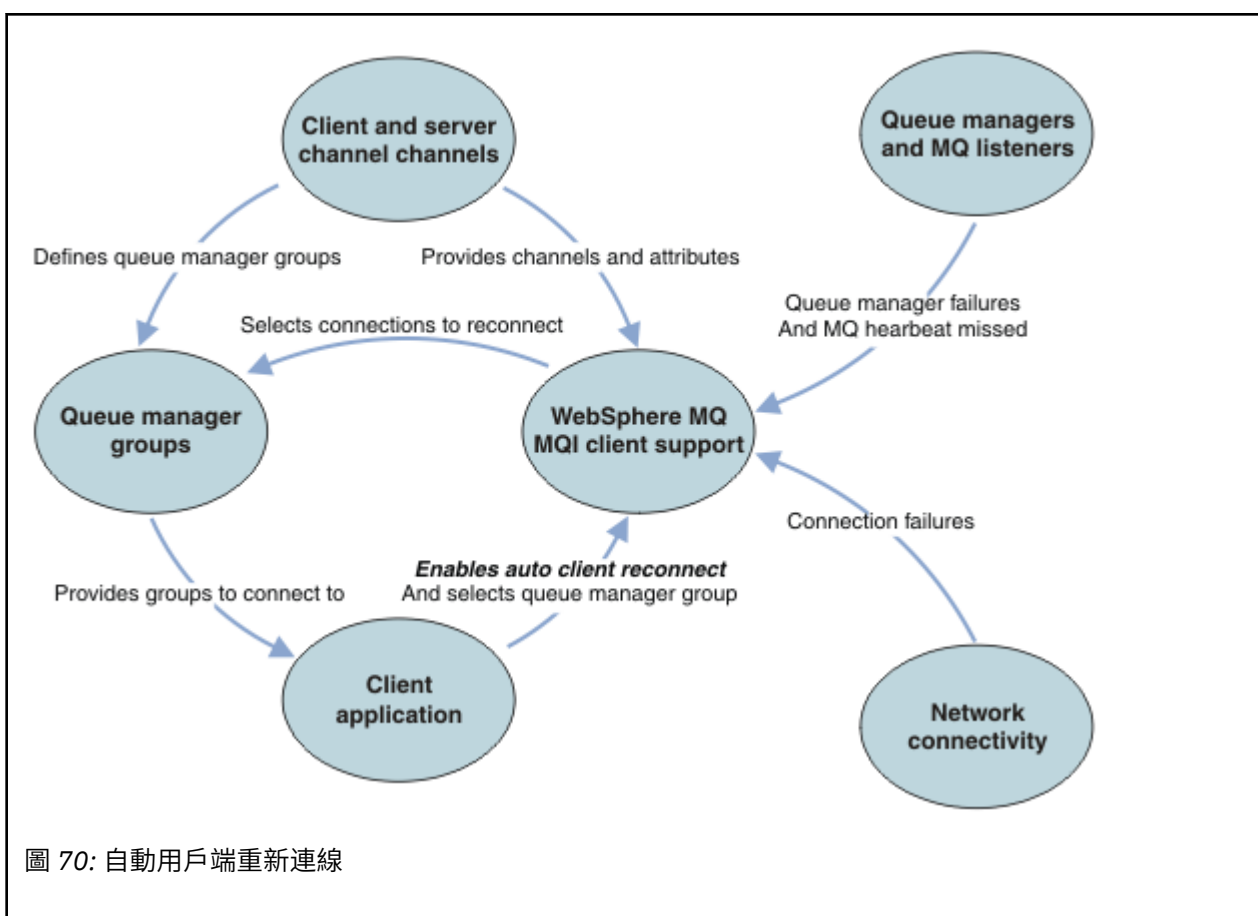 Client and server
channel channels
Queue managers
and MQ listeners
Defines queue manager groups
Provides channels and attributes
Queue manager failures
And MQ hearbeat missed
Selects connections to reconnect
Queue manager
groups
WebSphere MQ
MQI client support
Connection failures
Enables auto client reconnect
And selects queue manager group
Provides groups to connect to
Client
application
Network
connectivity
圖 70: 自動用戶端重新連線